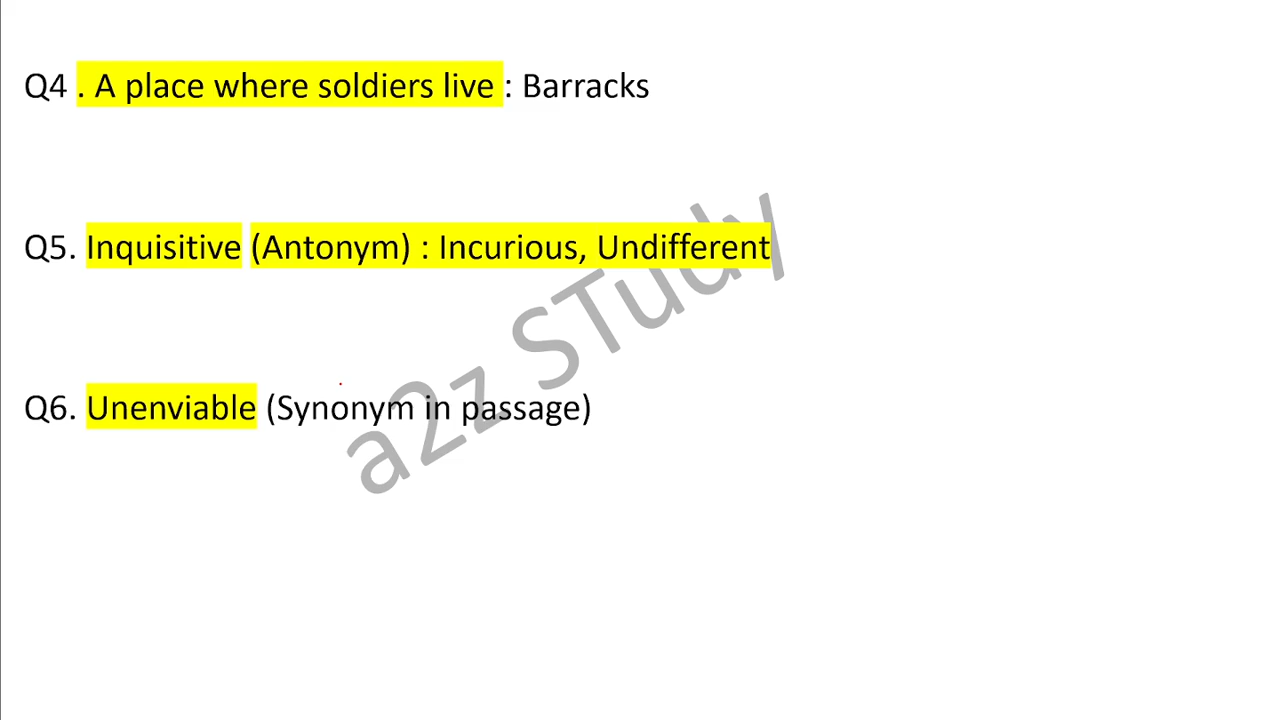 Q4 . A place where soldiers live : Barracks
Q5. Inquisitive (Antonym) : Incurious, Undifferent
Q6. Unenviable (Synonym in passage)
a2z STudy